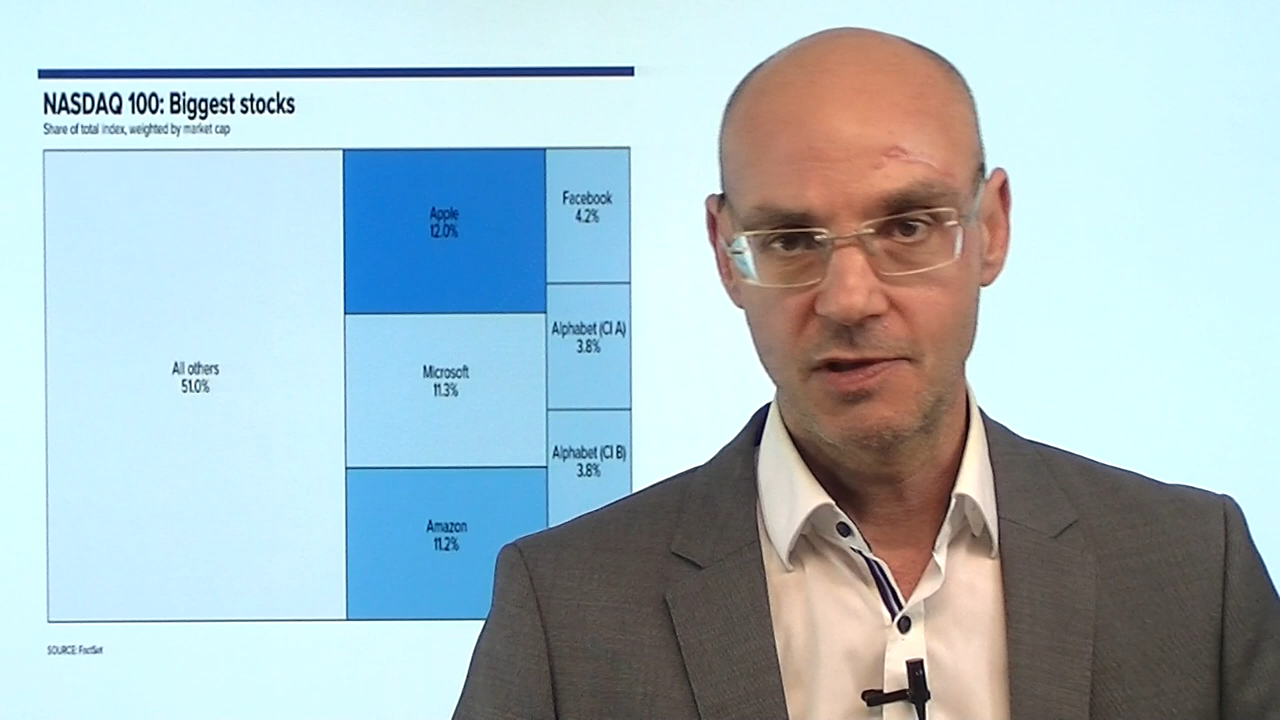 NASDAQ 100: Biggest stocks
Share of total index, weighted by market cap
All others
51.0%
Apple
12.0%
Microsoft
11.3%
Amazon
11.2%
Facebook
4.2%
Alphabet (Cl A)
3.8%
Alphabet (Cl B)
3.8%
SOURCE: FactSet